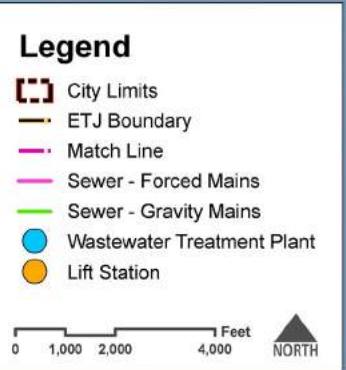 Legend
City Limits
ETJ Boundary
Match Line
Sewer - Forced Mains
Sewer - Gravity Mains
Wastewater Treatment Plant
Lift Station
Feet
0 1,000 2,000 4,000
NORTH